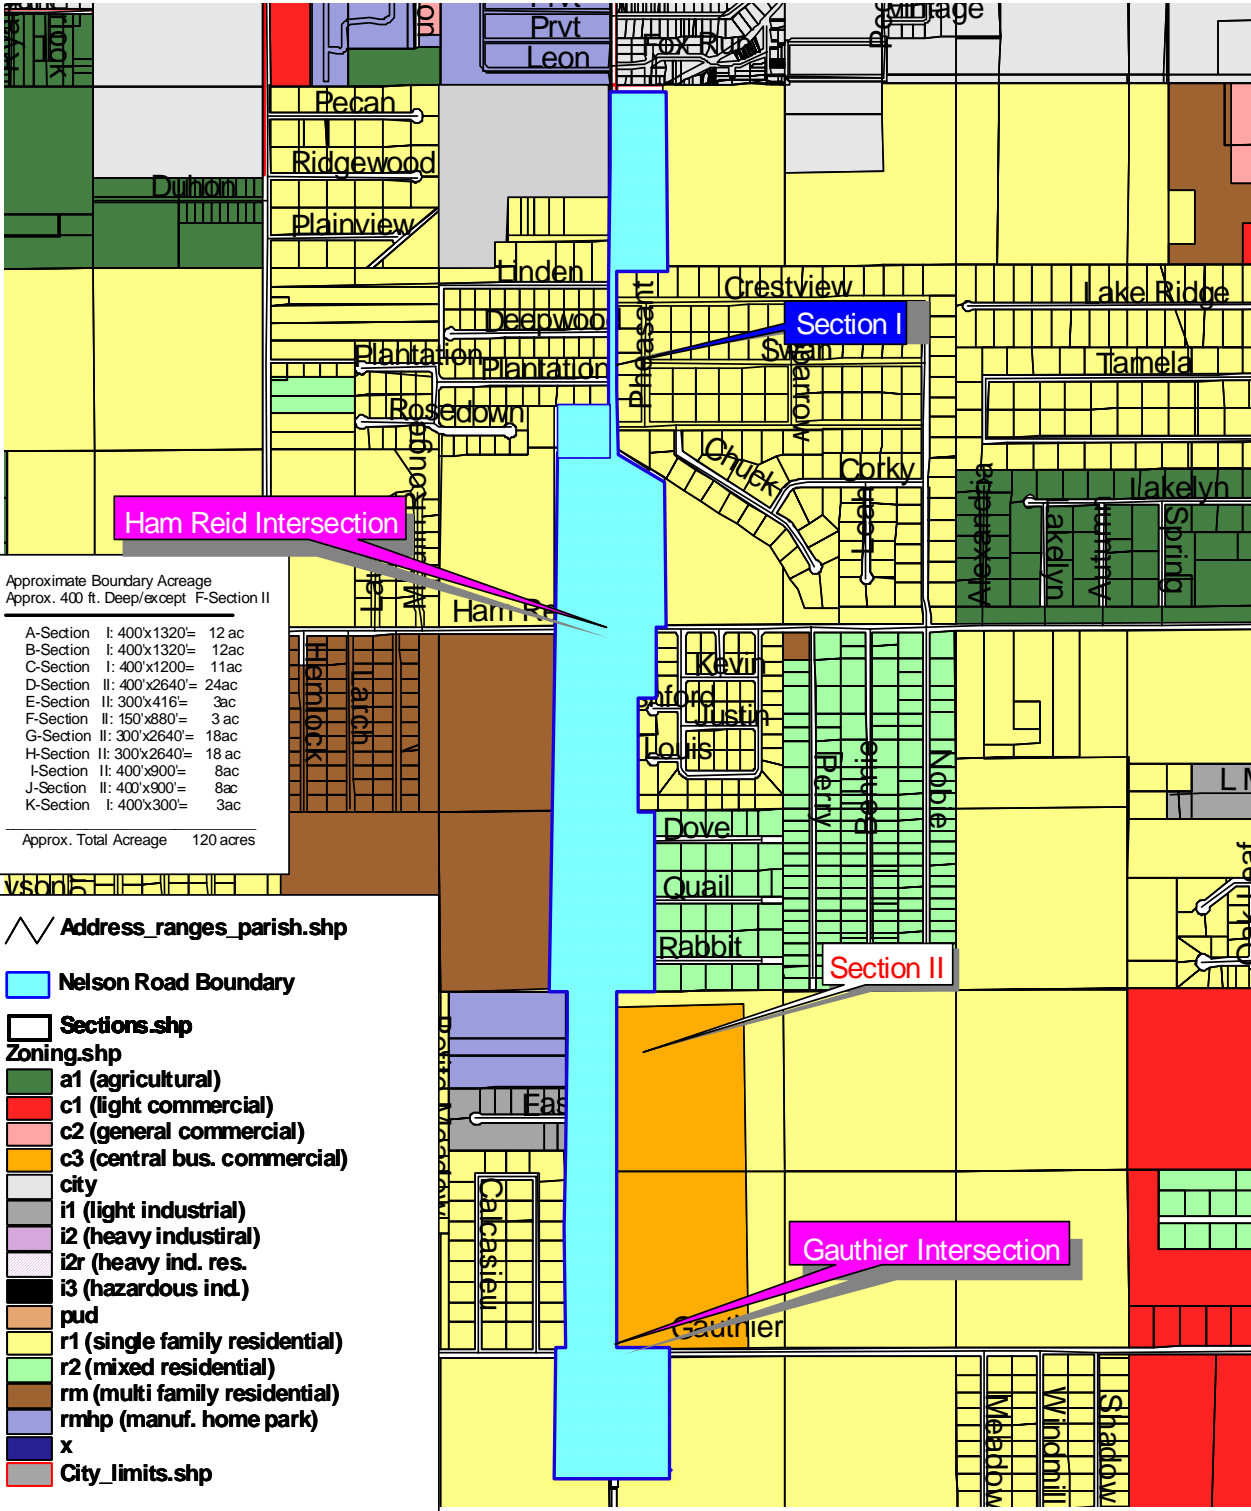 Hook
Prvt
Leon
Fox Run
Vintage
Pecan
Ridgewood
Duhon
Plainview
Linden
Crestview
Lake Ridge
Pheasant
Deepwood
Section I
Plantation
Plantation
Swan
Tamela
Rosedown
Chuck
Corky
Alexandria
Lakelyn
Spring
Ham Reid Intersection
Approximate Boundary Acreage
Approx. 400 ft. Deep/except F-Section II
A-Section I: 400'x1320'= 12 ac
B-Section I: 400'x1320'= 12ac
C-Section I: 400'x1200'= 11ac
D-Section II: 400'x2640'= 24ac
E-Section II: 300'x416'= 3ac
F-Section II: 150'x880'= 3 ac
G-Section II: 300'x2640'= 18ac
H-Section II: 300'x2640'= 18 ac
I-Section II: 400'x900'= 8ac
J-Section II: 400'x900'= 8ac
K-Section I: 400'x300'= 3ac
Approx. Total Acreage 120 acres
Ham Re
Hemlock
Larch
Kevin
Justin
Louis
Perry
Bennie
Nobie
Dove
Quail
Rabbit
Section II
Eas
Calcasieu
Gauthier Intersection
Gauthier
Meadow
Windmill
Shadow
Address_ranges_parish.shp
Nelson Road Boundary
Sections.shp
Zoning.shp
a1 (agricultural)
c1 (light commercial)
c2 (general commercial)
c3 (central bus. commercial)
city
i1 (light industrial)
i2 (heavy industiral)
i2r (heavy ind. res.
i3 (hazardous ind.)
pud
r1 (single family residential)
r2 (mixed residential)
rm (multi family residential)
rmhp (manuf. home park)
x
City_limits.shp